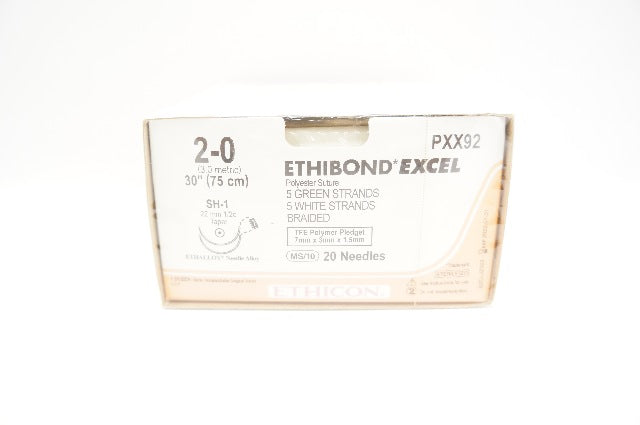 2-0
(3.0 metric)
30" (75 cm)
SH-1
22 mm 1/2c
Taper
ETHALLOY* Needle Alloy
PXX92
ETHIBOND*EXCEL
Polyester Suture
5 GREEN STRANDS
5 WHITE STRANDS
BRAIDED
TFE Polymer Pledget
7mm x 3mm x 1.5mm
MS/10 20 Needles
ETHICON